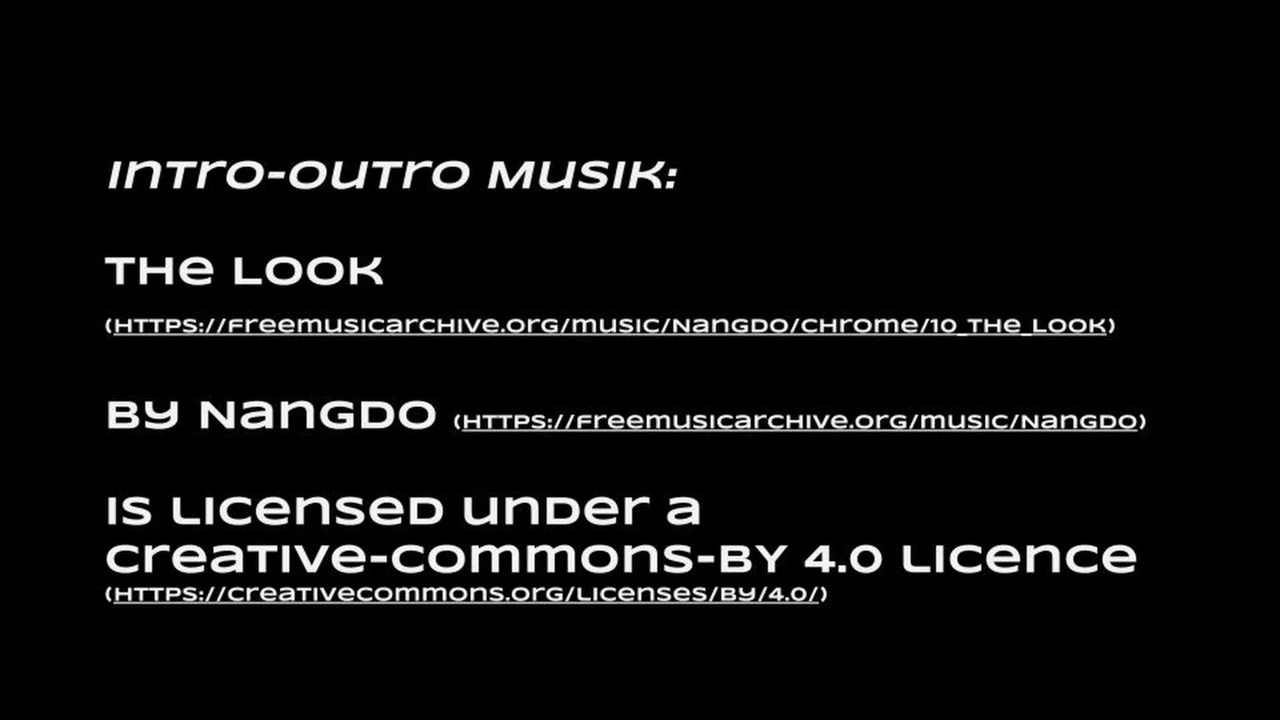 Intro-Outro Musik:
The Look
(https://freemusicarchive.org/music/Nangdo/Chrome/10_The_Look)
By Nangdo (https://freemusicarchive.org/music/Nangdo)
is licensed under a
Creative-Commons-BY 4.0 Licence
(https://creativecommons.org/licenses/by/4.0/)